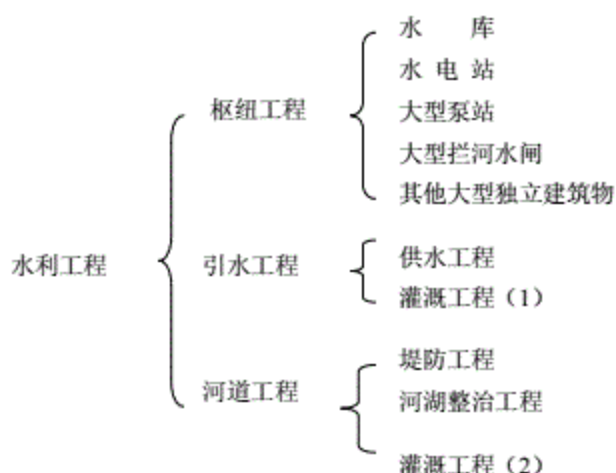 水利工程
枢纽工程
水 库
水 电 站
大型泵站
大型拦河水闸
其他大型独立建筑物
引水工程
供水工程
灌溉工程（1）
河道工程
堤防工程
河湖整治工程
灌溉工程（2）